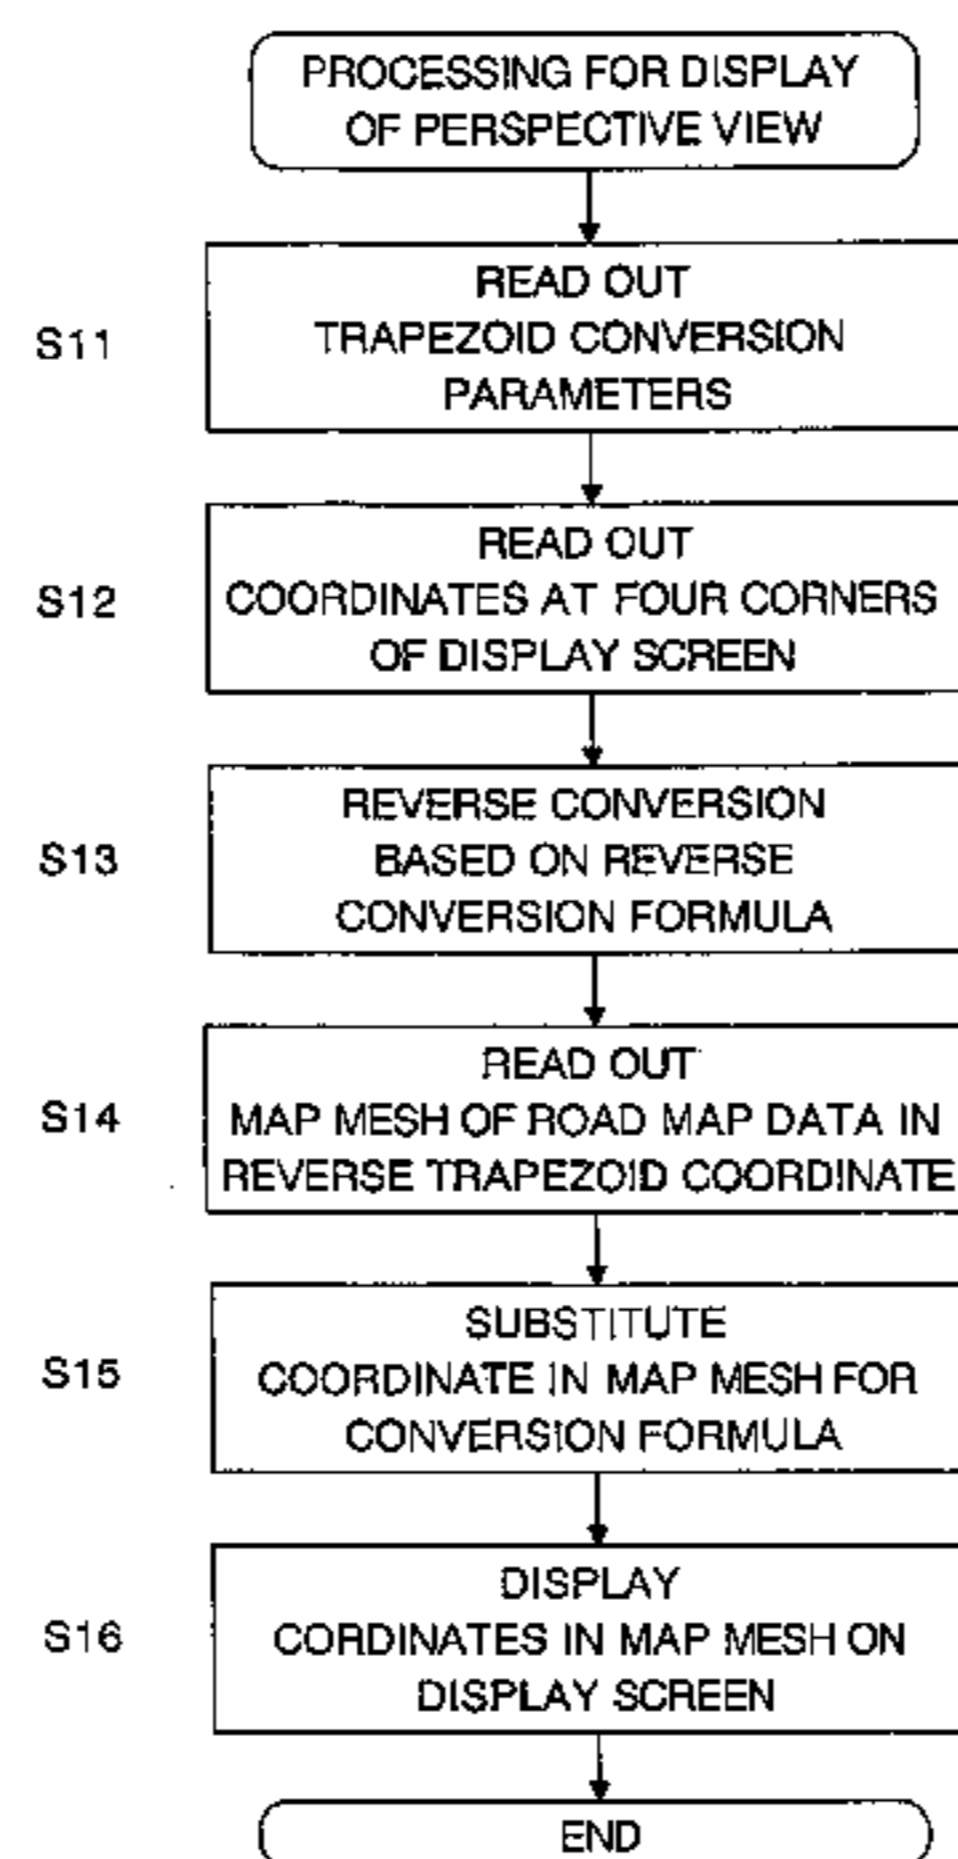 PROCESSING FOR DISPLAY
OF PERSPECTIVE VIEW
S11
READ OUT
TRAPEZOID CONVERSION
PARAMETERS
S12
READ OUT
COORDINATES AT FOUR CORNERS
OF DISPLAY SCREEN
S13
REVERSE CONVERSION
BASED ON REVERSE
CONVERSION FORMULA
S14
READ OUT
MAP MESH OF ROAD MAP DATA IN
REVERSE TRAPEZOID COORDINATE
S15
SUBSTITUTE
COORDINATE IN MAP MESH FOR
CONVERSION FORMULA
S16
DISPLAY
CORDINATES IN MAP MESH ON
DISPLAY SCREEN
END